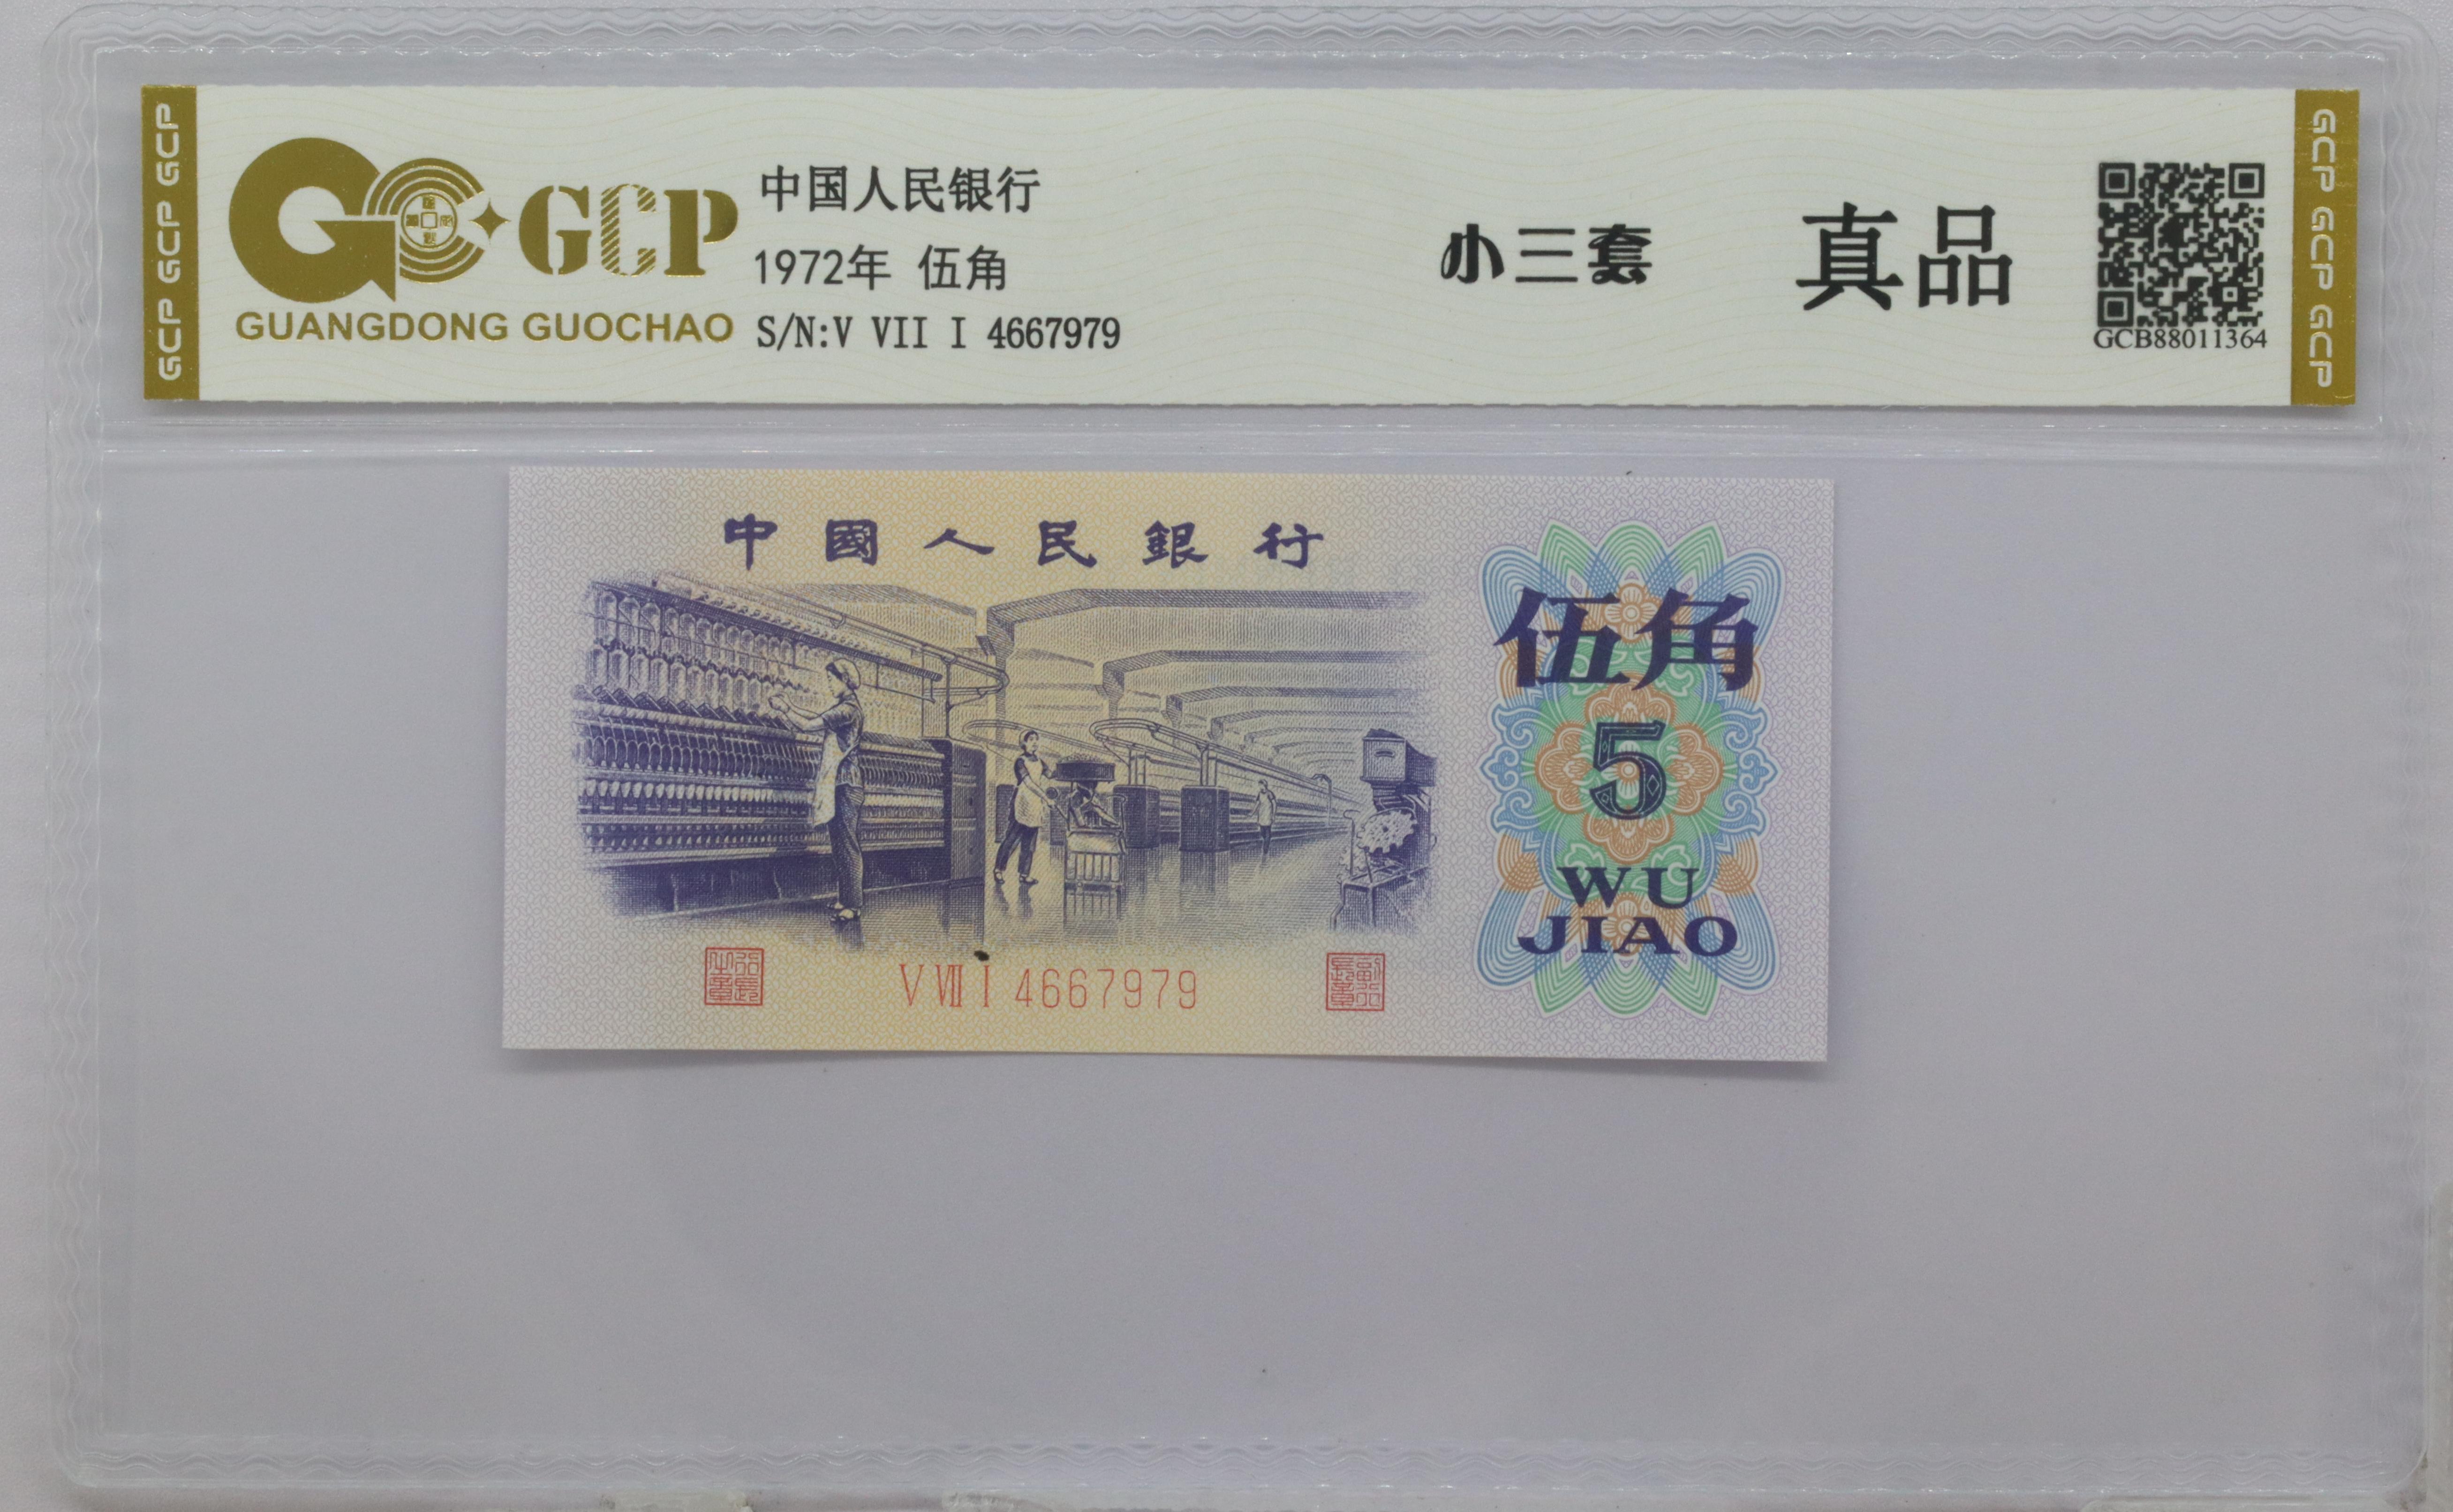 GCP GCP GCP
GCP
GUANGDONG GUOCHAO
中国人民银行
1972年 伍角
S/N:V VII I 4667979
小三套
真品
GCB88011364
GCP GCP GCP
中國人民銀行
伍角
5
WU
JIAO
V VII I 4667979